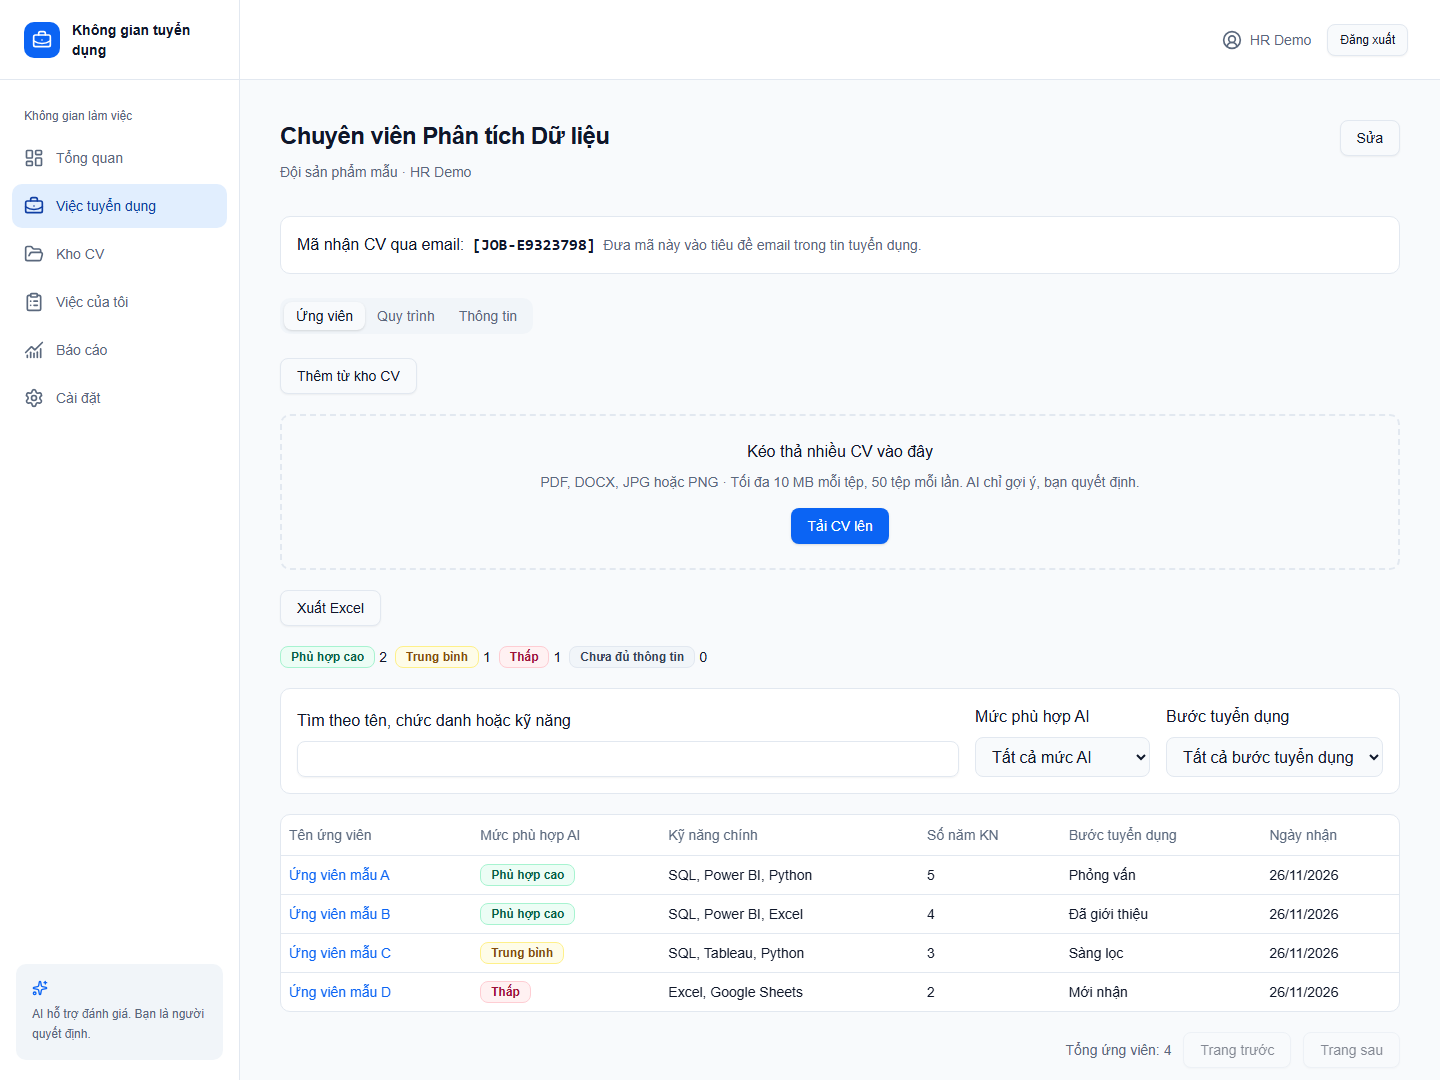 Không gian tuyển
dụng
HR Demo
Đăng xuất
Không gian làm việc
Tổng quan
Việc tuyển dụng
Kho CV
Việc của tôi
Báo cáo
Cài đặt
AI hỗ trợ đánh giá. Bạn là người
quyết định.
Chuyên viên Phân tích Dữ liệu
Sửa
Đội sản phẩm mẫu · HR Demo
Mã nhận CV qua email: [JOB-E9323798] Đưa mã này vào tiêu đề email trong tin tuyển dụng.
Ứng viên Quy trình Thông tin
Thêm từ kho CV
Kéo thả nhiều CV vào đây
PDF, DOCX, JPG hoặc PNG · Tối đa 10 MB mỗi tệp, 50 tệp mỗi lần. AI chỉ gợi ý, bạn quyết định.
Tải CV lên
Xuất Excel
Phù hợp cao 2 Trung bình 1 Thấp 1 Chưa đủ thông tin 0
Tìm theo tên, chức danh hoặc kỹ năng
Mức phù hợp AI
Bước tuyển dụng
Tất cả mức AI
Tất cả bước tuyển dụng
Tên ứng viên Mức phù hợp AI Kỹ năng chính Số năm KN Bước tuyển dụng Ngày nhận
Ứng viên mẫu A Phù hợp cao SQL, Power BI, Python 5 Phỏng vấn 26/11/2026
Ứng viên mẫu B Phù hợp cao SQL, Power BI, Excel 4 Đã giới thiệu 26/11/2026
Ứng viên mẫu C Trung bình SQL, Tableau, Python 3 Sàng lọc 26/11/2026
Ứng viên mẫu D Thấp Excel, Google Sheets 2 Mới nhận 26/11/2026
Tổng ứng viên: 4 Trang trước Trang sau